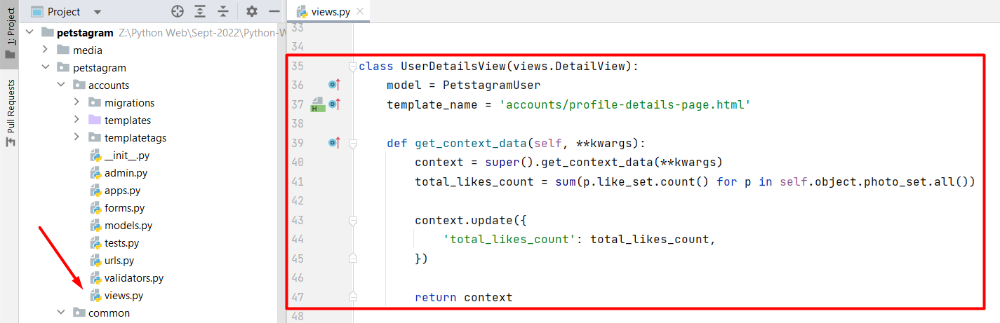 1: Project
Pull Requests
Project
petstagram Z:\Python Web\Sept-2022\Python-W
media
petstagram
accounts
migrations
templates
templatetags
__init__.py
admin.py
apps.py
forms.py
models.py
tests.py
urls.py
validators.py
views.py
common
views.py
33
34
35 class UserDetailsView(views.DetailView):
36 model = PetstagramUser
37 template_name = 'accounts/profile-details-page.html'
38
39 def get_context_data(self, **kwargs):
40 context = super().get_context_data(**kwargs)
41 total_likes_count = sum(p.like_set.count() for p in self.object.photo_set.all())
42
43 context.update({
44 'total_likes_count': total_likes_count,
45 })
46
47 return context
48